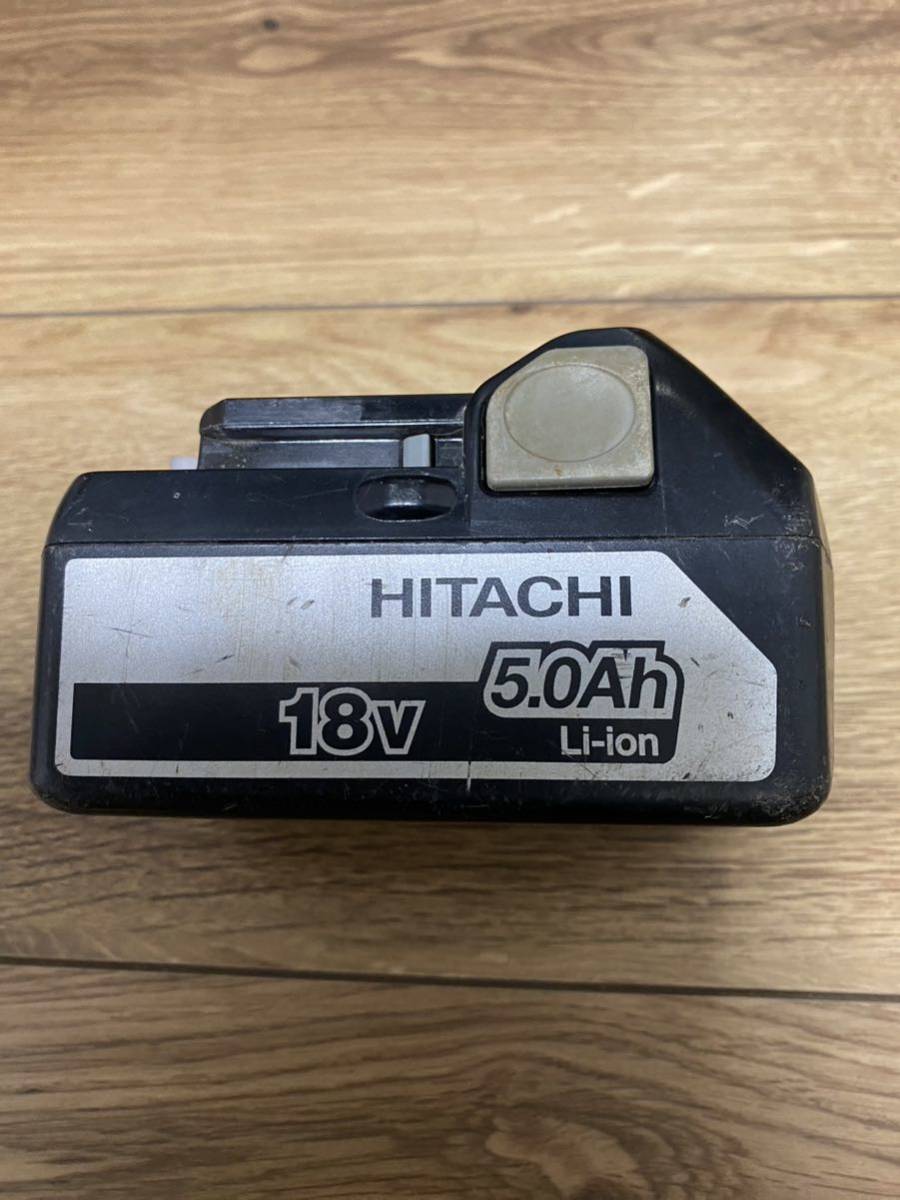 HITACHI
5.0Ah
18V
Li-ion